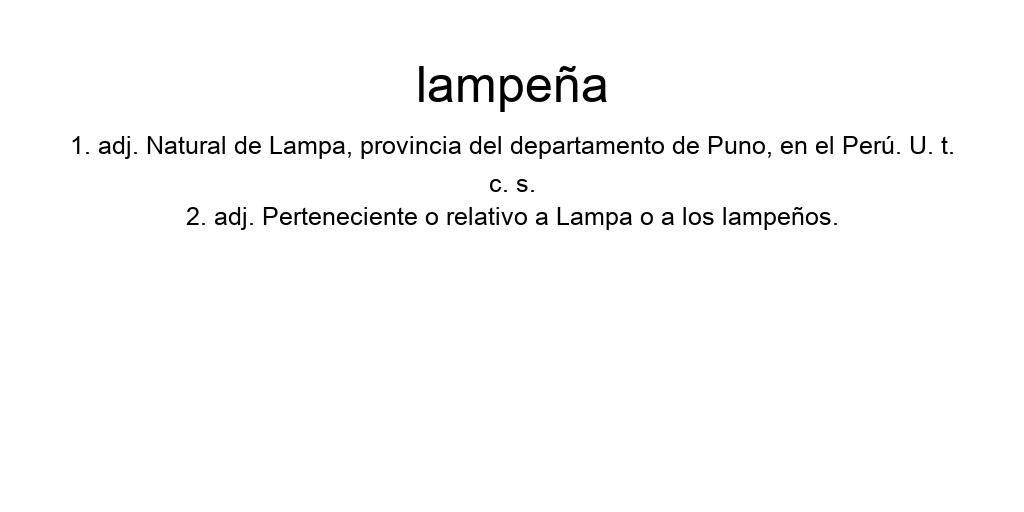 lampeña
1. adj. Natural de Lampa, provincia del departamento de Puno, en el Perú. U. t.
c. s.
2. adj. Perteneciente o relativo a Lampa o a los lampeños.